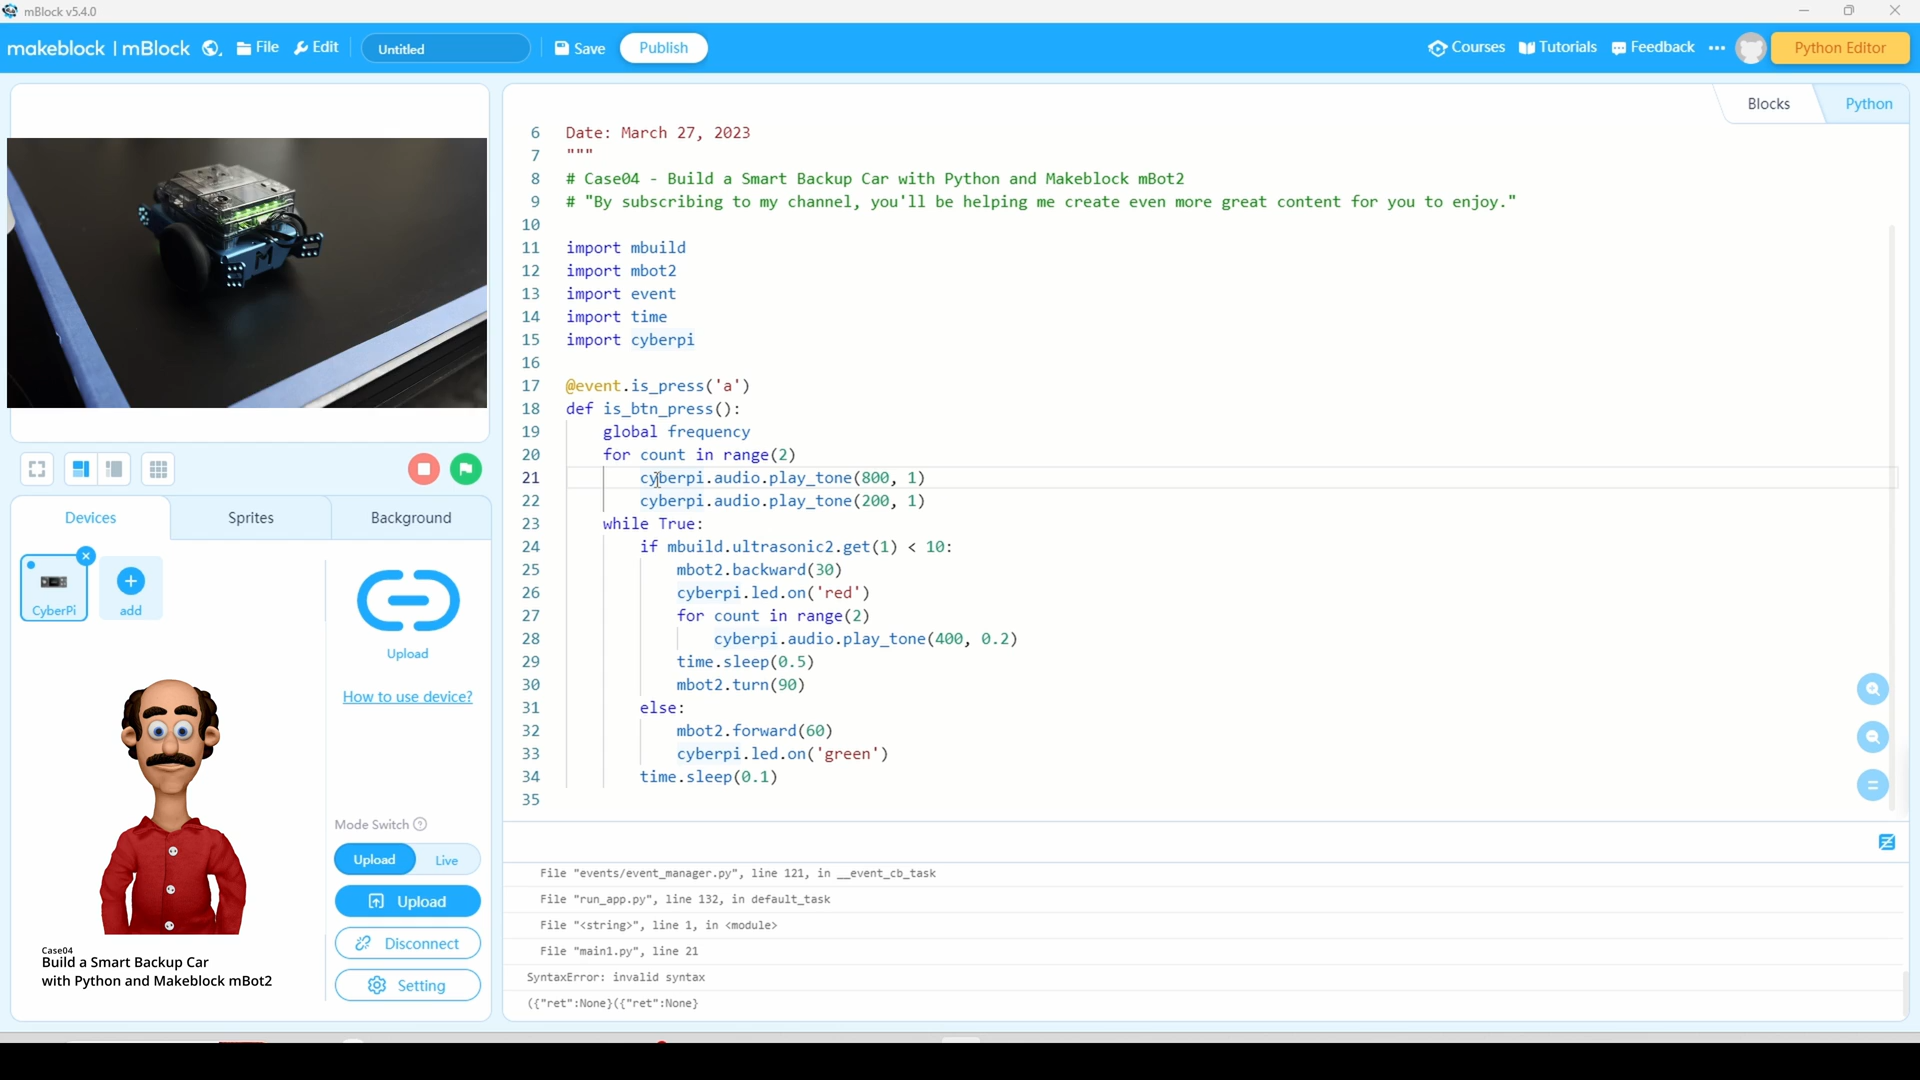 mBlock v5.4.0
makeblock | mBlock File Edit Untitled Save Publish Courses Tutorials Feedback ••• Python Editor
Blocks Python
6 Date: March 27, 2023
7 """
8 # Case04 - Build a Smart Backup Car with Python and Makeblock mBot2
9 # "By subscribing to my channel, you'll be helping me create even more great content for you to enjoy."
10
11 import mbuild
12 import mbot2
13 import event
14 import time
15 import cyberpi
16
17 @event.is_press('a')
18 def is_btn_press():
19 global frequency
20 for count in range(2)
21 cyberpi.audio.play_tone(800, 1)
22 cyberpi.audio.play_tone(200, 1)
23 while True:
24 if mbuild.ultrasonic2.get(1) < 10:
25 mbot2.backward(30)
26 cyberpi.led.on('red')
27 for count in range(2)
28 cyberpi.audio.play_tone(400, 0.2)
29 time.sleep(0.5)
30 mbot2.turn(90)
31 else:
32 mbot2.forward(60)
33 cyberpi.led.on('green')
34 time.sleep(0.1)
35
M
Devices Sprites Background
CyberPi
add
Upload
How to use device?
Mode Switch ?
Upload Live
Upload
Disconnect
Setting
Case04
Build a Smart Backup Car
with Python and Makeblock mBot2
File "events/event_manager.py", line 121, in __event_cb_task
File "run_app.py", line 132, in default_task
File "<string>", line 1, in <module>
File "main1.py", line 21
SyntaxError: invalid syntax
({"ret":None}({"ret":None}